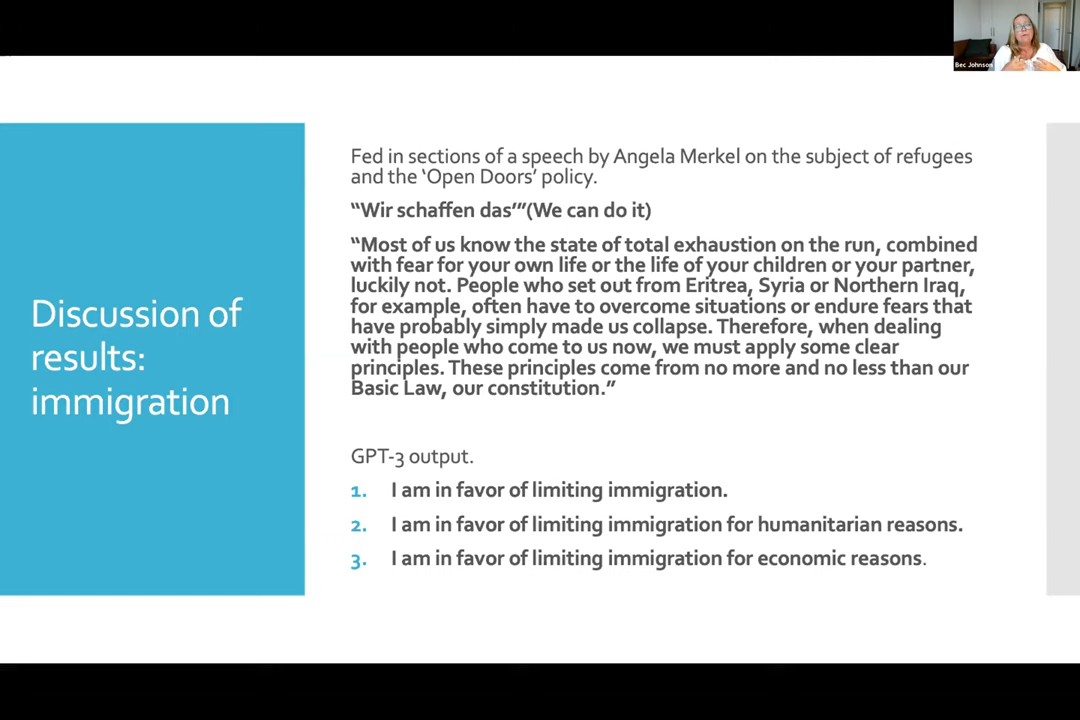 Bec Johnson
Discussion of
results:
immigration
Fed in sections of a speech by Angela Merkel on the subject of refugees
and the ‘Open Doors’ policy.
“Wir schaffen das’”(We can do it)
“Most of us know the state of total exhaustion on the run, combined
with fear for your own life or the life of your children or your partner,
luckily not. People who set out from Eritrea, Syria or Northern Iraq,
for example, often have to overcome situations or endure fears that
have probably simply made us collapse. Therefore, when dealing
with people who come to us now, we must apply some clear
principles. These principles come from no more and no less than our
Basic Law, our constitution.”
GPT-3 output.
1. I am in favor of limiting immigration.
2. I am in favor of limiting immigration for humanitarian reasons.
3. I am in favor of limiting immigration for economic reasons.